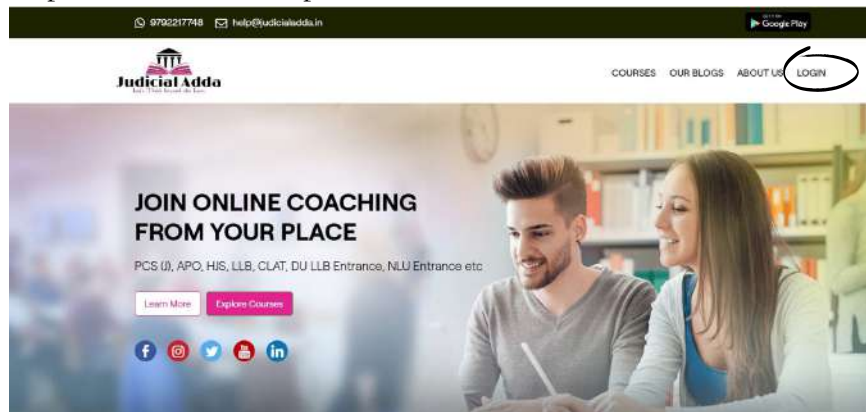 9792217748 help@judicialadda.in
GET IT ON
Google Play
Judicial Adda
COURSES OUR BLOGS ABOUT US LOGIN
JOIN ONLINE COACHING
FROM YOUR PLACE
PCS (J), APO, HJS, LLB, CLAT, DU LLB Entrance, NLU Entrance etc
Learn More Explore Courses